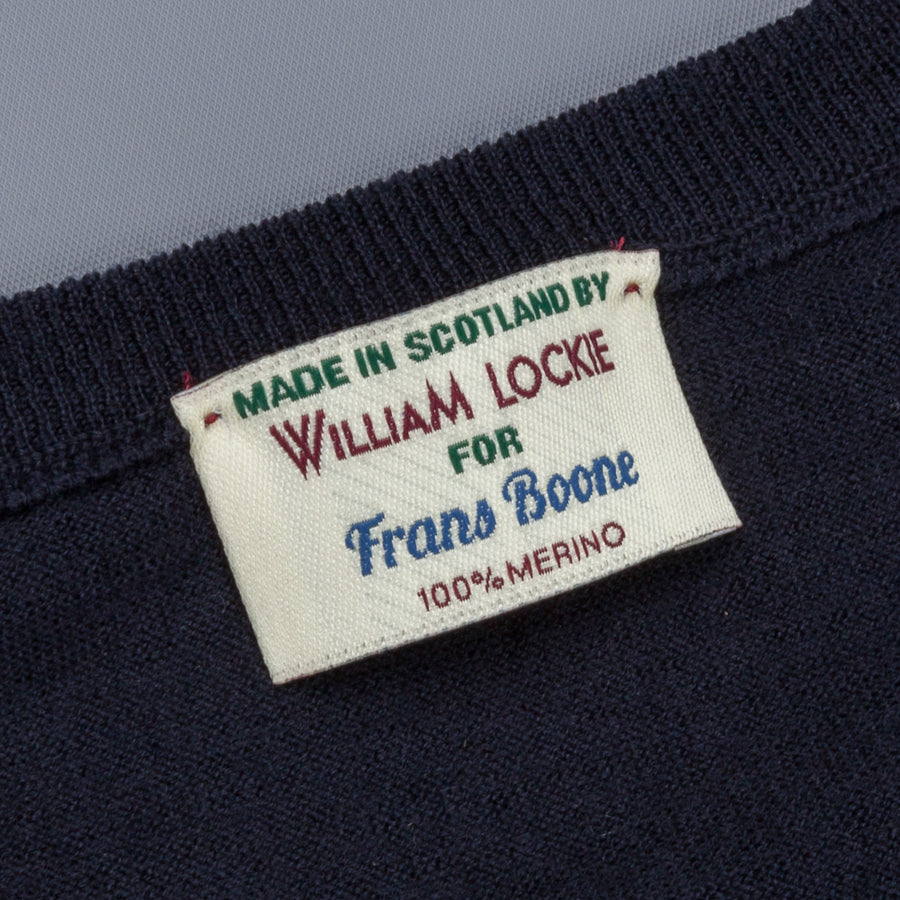 MADE IN SCOTLAND BY
WILLIAM LOCKIE
FOR
Frans Boone
100% MERINO